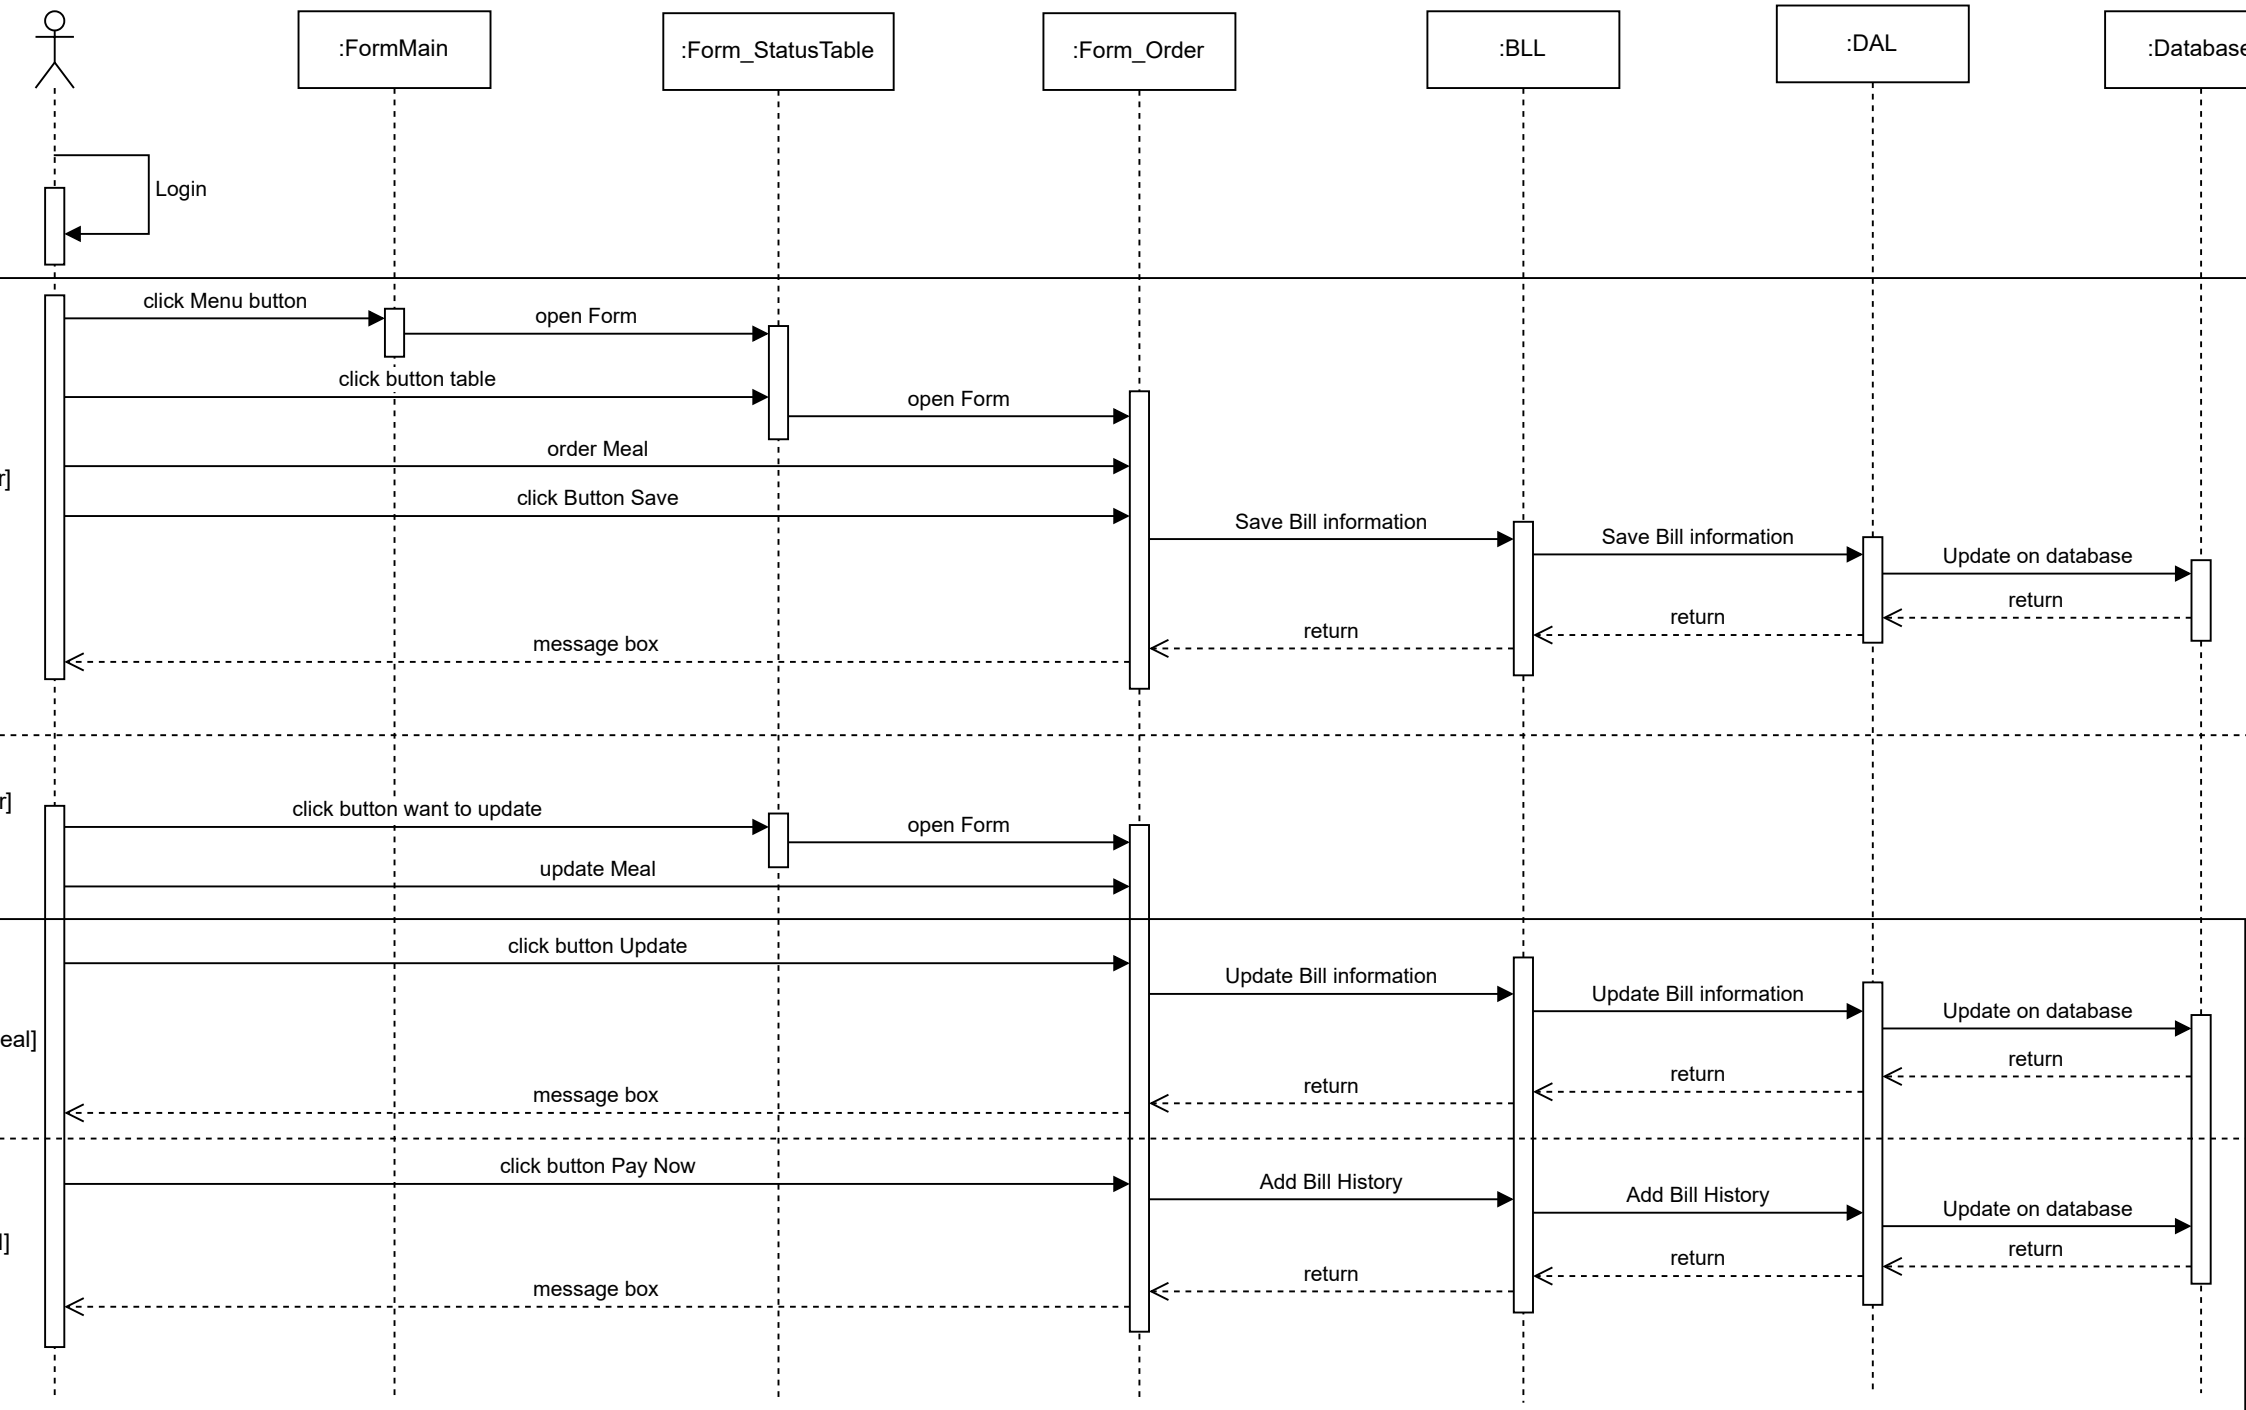 :FormMain
:Form_StatusTable
:Form_Order
:BLL
:DAL
:Database
Login
click Menu button
open Form
click button table
open Form
order Meal
r]
click Button Save
Save Bill information
Save Bill information
Update on database
return
return
return
message box
r]
click button want to update
open Form
update Meal
click button Update
Update Bill information
Update Bill information
Update on database
eal]
return
return
return
message box
click button Pay Now
Add Bill History
Add Bill History
Update on database
]
return
return
return
message box